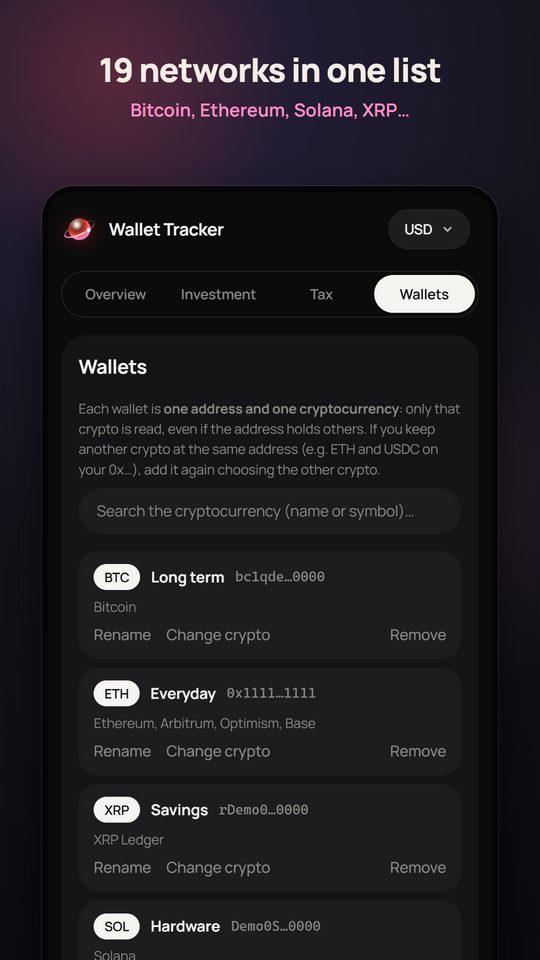 19 networks in one list
Bitcoin, Ethereum, Solana, XRP…
Wallet Tracker
USD
Overview
Investment
Tax
Wallets
Wallets
Each wallet is one address and one cryptocurrency: only that
crypto is read, even if the address holds others. If you keep
another crypto at the same address (e.g. ETH and USDC on
your 0x…), add it again choosing the other crypto.
Search the cryptocurrency (name or symbol)…
BTC Long term bc1qde…0000
Bitcoin
Rename Change crypto Remove
ETH Everyday 0x1111…1111
Ethereum, Arbitrum, Optimism, Base
Rename Change crypto Remove
XRP Savings rDemo0…0000
XRP Ledger
Rename Change crypto Remove
SOL Hardware Demo0S…0000
Solana